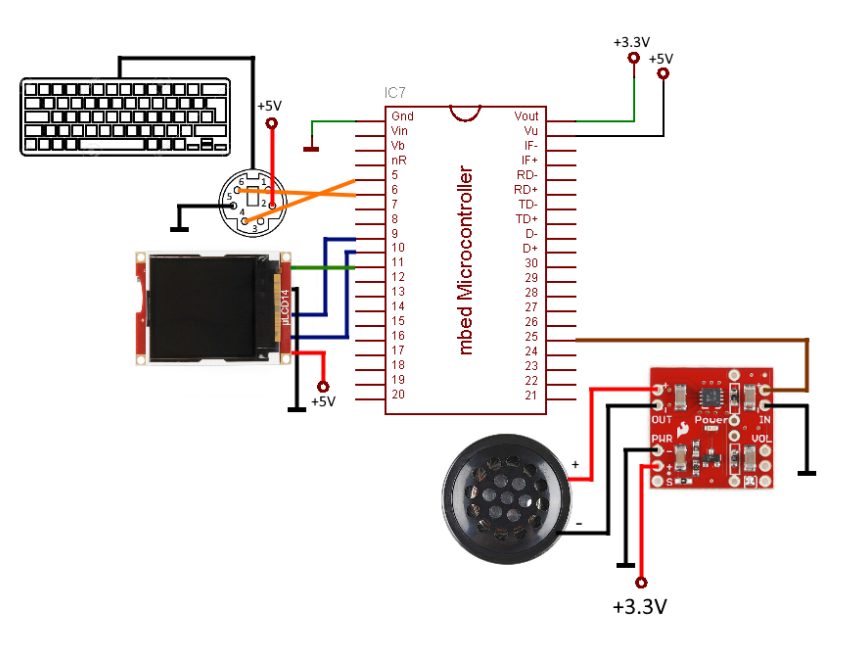 +3.3V
+5V
IC7
+5V
Gnd
Vin
Vb
nR
5
6
7
8
9
10
11
12
13
14
15
16
17
18
19
20
mbed Microcontroller
Vout
Vu
IF-
IF+
RD-
RD+
TD-
TD+
D-
D+
30
29
28
27
26
25
24
23
22
21
6
1
5
2
4
3
µLCD14
+5V
+
-
+
-
+
-
OUT
Power
IN
PWR
VOL
-
+
S
+3.3V